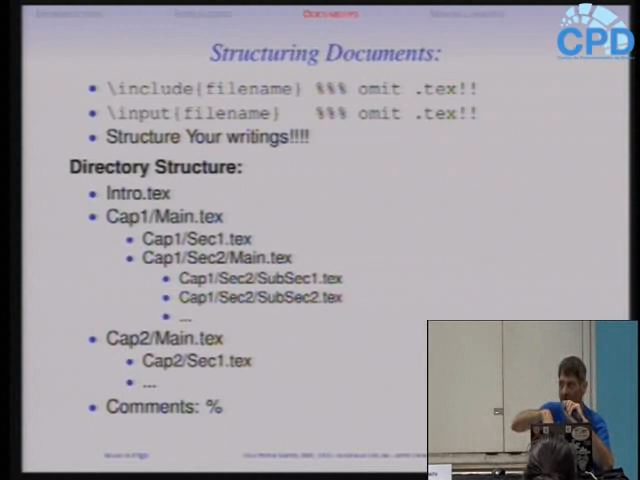 DOCUMENTS
CPD
Structuring Documents:
\include{filename} %%% omit .tex!!
\input{filename} %%% omit .tex!!
Structure Your writings!!!!
Directory Structure:
Intro.tex
Cap1/Main.tex
Cap1/Sec1.tex
Cap1/Sec2/Main.tex
Cap1/Sec2/SubSec1.tex
Cap1/Sec2/SubSec2.tex
...
Cap2/Main.tex
Cap2/Sec1.tex
...
Comments: %